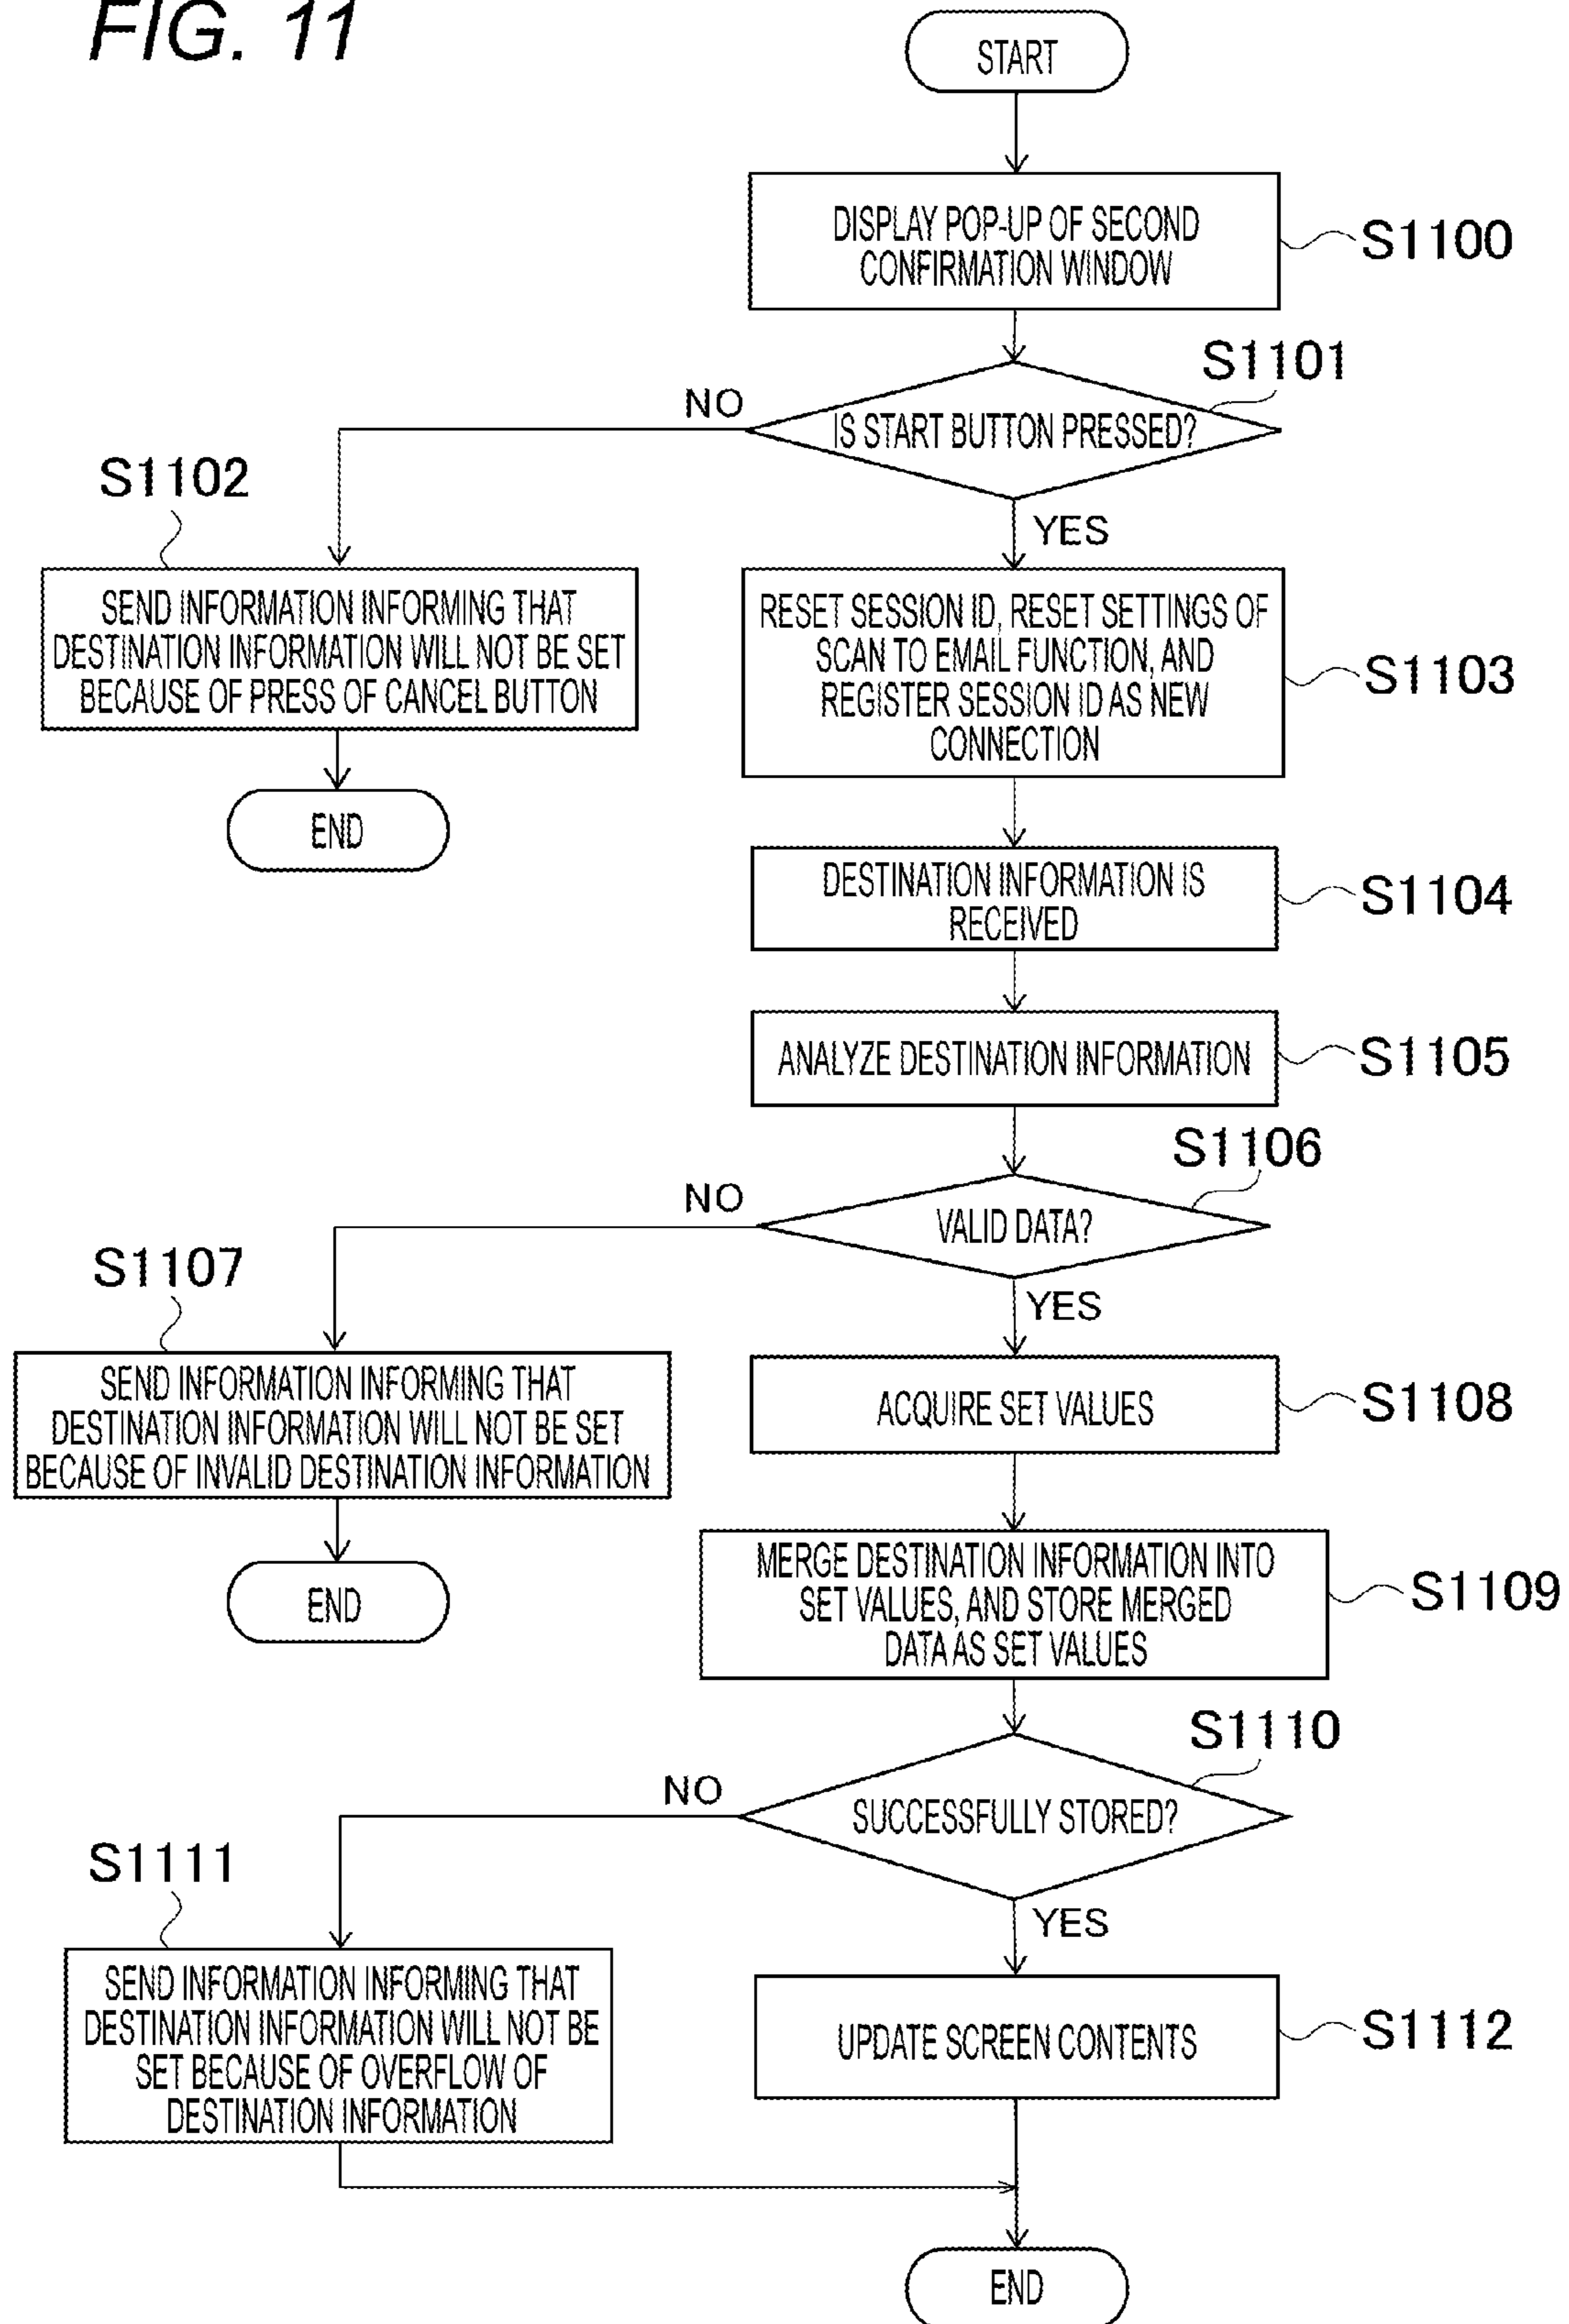 FIG. 11
START
DISPLAY POP-UP OF SECOND
CONFIRMATION WINDOW
S1100
S1101
NO
IS START BUTTON PRESSED?
YES
S1102
SEND INFORMATION INFORMING THAT
DESTINATION INFORMATION WILL NOT BE SET
BECAUSE OF PRESS OF CANCEL BUTTON
END
RESET SESSION ID, RESET SETTINGS OF
SCAN TO EMAIL FUNCTION, AND
REGISTER SESSION ID AS NEW
CONNECTION
S1103
DESTINATION INFORMATION IS
RECEIVED
S1104
ANALYZE DESTINATION INFORMATION
S1105
S1106
NO
VALID DATA?
YES
S1107
SEND INFORMATION INFORMING THAT
DESTINATION INFORMATION WILL NOT BE SET
BECAUSE OF INVALID DESTINATION INFORMATION
END
ACQUIRE SET VALUES
S1108
MERGE DESTINATION INFORMATION INTO
SET VALUES, AND STORE MERGED
DATA AS SET VALUES
S1109
S1110
NO
SUCCESSFULLY STORED?
YES
S1111
SEND INFORMATION INFORMING THAT
DESTINATION INFORMATION WILL NOT BE
SET BECAUSE OF OVERFLOW OF
DESTINATION INFORMATION
UPDATE SCREEN CONTENTS
S1112
END